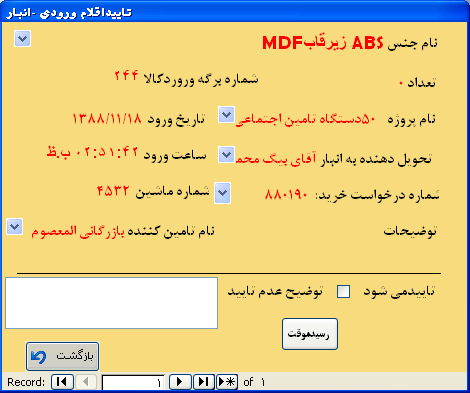 تاییداقلام ورودی -انبار
نام جنس ABS زیرقابMDF
تعداد ۰ شماره برگه ورودکالا ۲۴۴
نام پروژه ۵۰دستگاه تامین اجتماعی تاریخ ورود ۱۳۸۸/۱۱/۱۸
تحویل دهنده به انبار آقای بیگ محم ساعت ورود ۰۲:۵۱:۴۲ ب.ظ
شماره درخواست خرید: ۸۸۰۱۹۰ شماره ماشین ۴۵۳۲
توضیحات نام تامین کننده بازرگانی المعصوم
تاییدمی شود توضیح عدم تایید
رسیدموقت
بازگشت
Record: ۱ of ۱